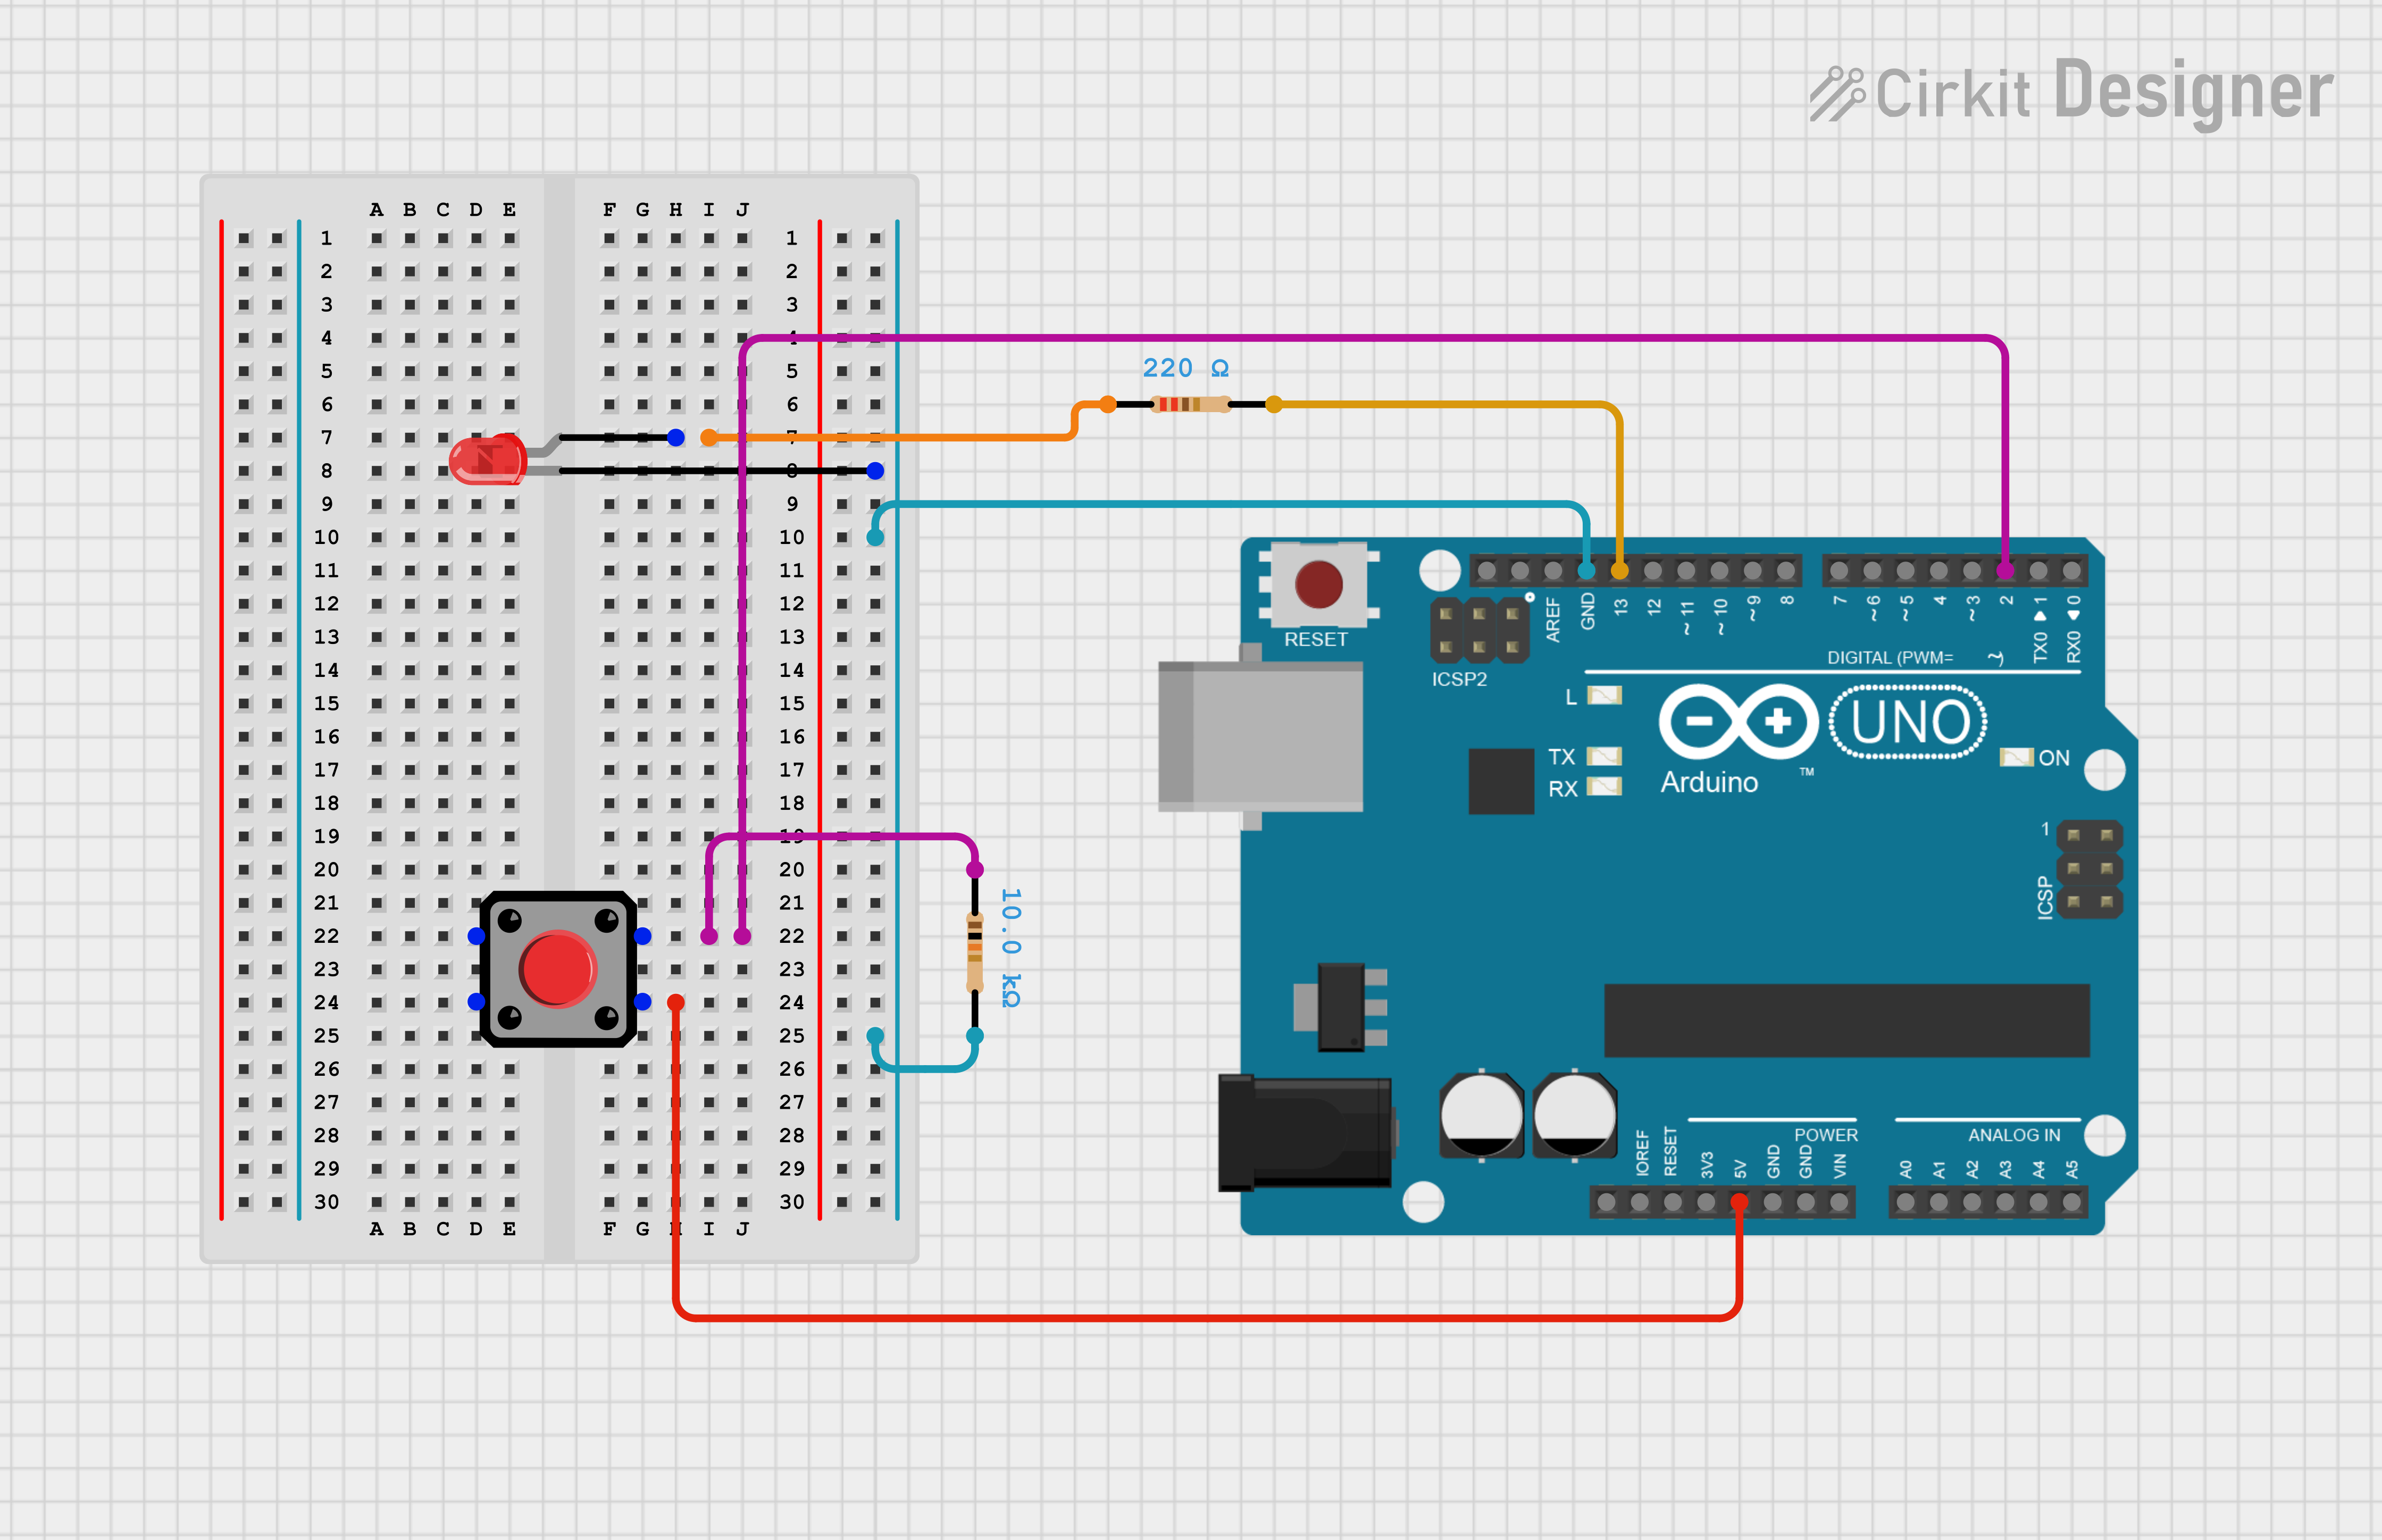 Cirkit Designer
A B C D E F G H I J
1 1
2 2
3 3
4 4
5 5
220 Ω
6 6
7 7
8 8
9 9
10 10
11 11
12 12
13 13
14 14
15 15
16 16
17 17
18 18
19 19
20 20
21 21
22 22
23 23
24 24
25 25
26 26
27 27
28 28
29 29
30 30
A B C D E F G H I J
10.0 kΩ
RESET
ICSP2
AREF
GND
13
12
~11
~10
~9
8
7
~6
~5
4
~3
2
TX0 ▶ 1
RX0 ◀ 0
DIGITAL (PWM= ~)
L
TX
RX
Arduino
TM
UNO
ON
1
ICSP
POWER
ANALOG IN
IOREF
RESET
3V3
5V
GND
GND
VIN
A0
A1
A2
A3
A4
A5